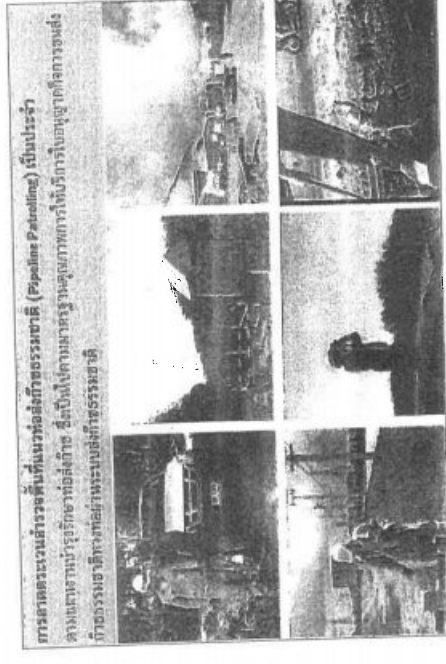 การลาดตระเวนสำรวจพื้นที่แนวท่อส่งก๊าซธรรมชาติ (Pipeline Patrolling) เป็นประจำ
ตามแผนงานบำรุงรักษาท่อส่งก๊าซ ซึ่งเป็นไปตามมาตรฐานคุณภาพการให้บริการใบอนุญาตกิจการขนส่ง
ก๊าซธรรมชาติทางท่อผ่านระบบส่งก๊าซธรรมชาติ